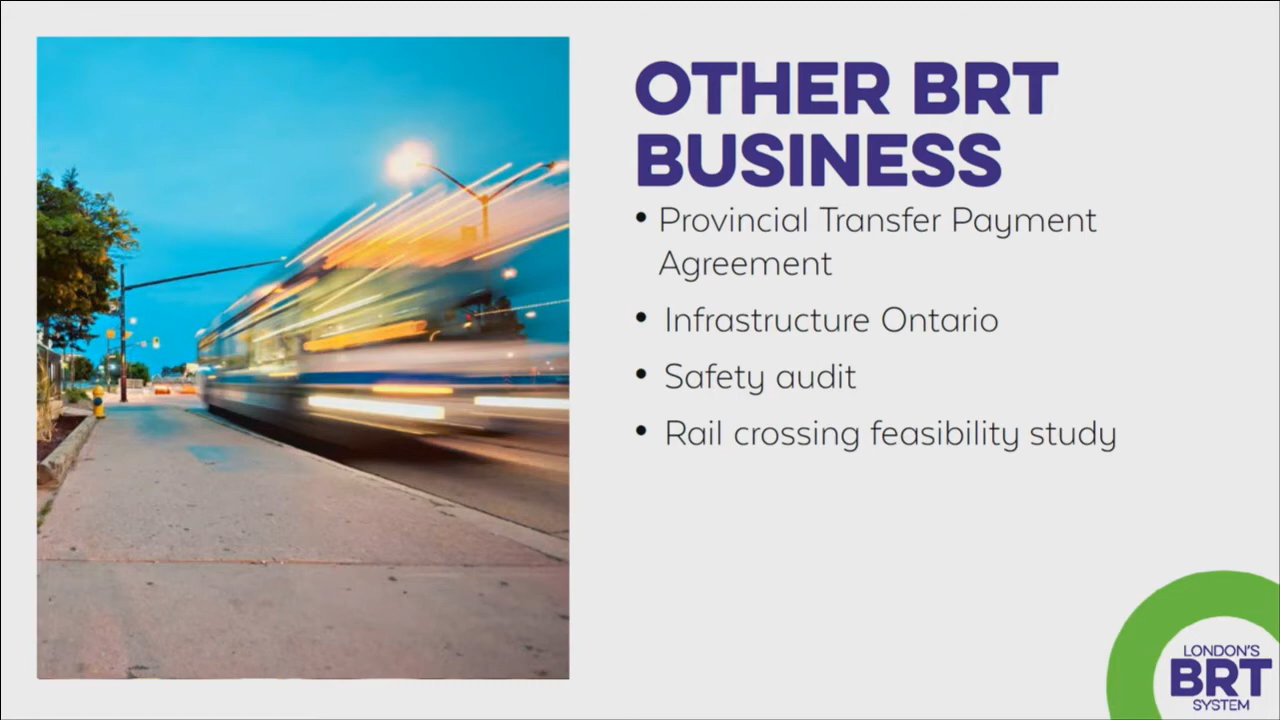 OTHER BRT
BUSINESS
• Provincial Transfer Payment
Agreement
• Infrastructure Ontario
• Safety audit
• Rail crossing feasibility study
LONDON'S
BRT
SYSTEM